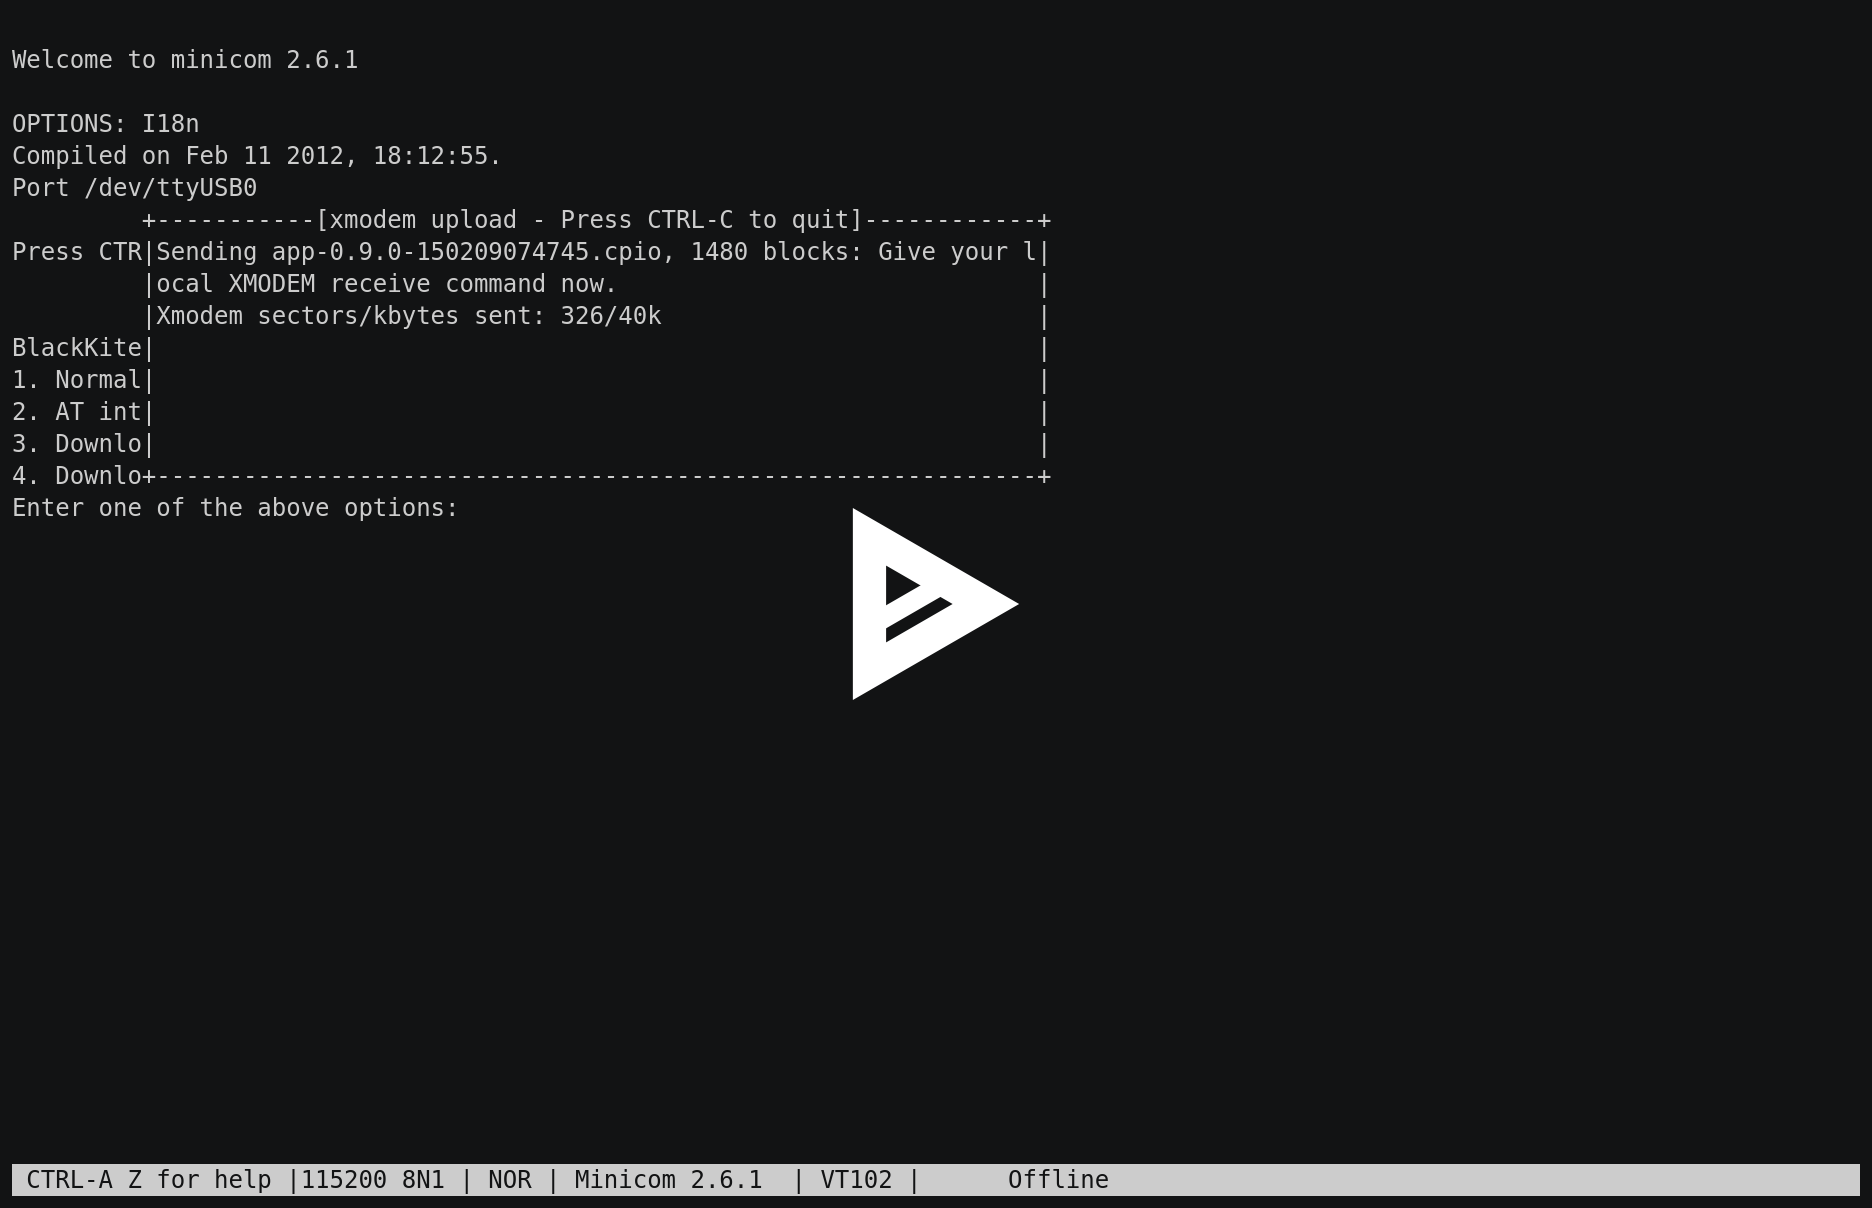 Welcome to minicom 2.6.1
OPTIONS: I18n
Compiled on Feb 11 2012, 18:12:55.
Port /dev/ttyUSB0
+-----------[xmodem upload - Press CTRL-C to quit]------------+
Press CTR|Sending app-0.9.0-150209074745.cpio, 1480 blocks: Give your l|
|ocal XMODEM receive command now. |
|Xmodem sectors/kbytes sent: 326/40k |
BlacKite| |
1. Normal| |
2. AT int| |
3. Downlo| |
4. Downlo+-------------------------------------------------------------+
Enter one of the above options:
CTRL-A Z for help |115200 8N1 | NOR | Minicom 2.6.1 | VT102 | Offline